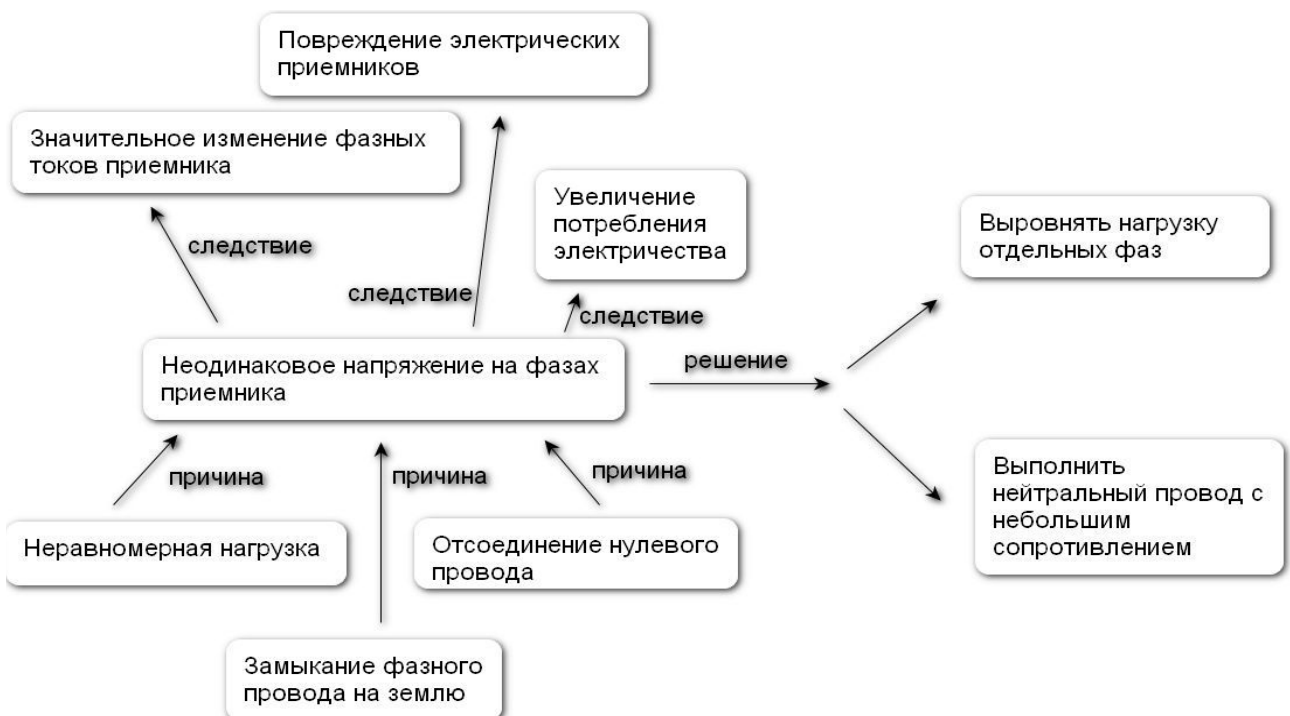 Повреждение электрических
приемников
Значительное изменение фазных
токов приемника
Увеличение
потребления
электричества
Выровнять нагрузку
отдельных фаз
следствие
следствие
следствие
Неодинаковое напряжение на фазах
приемника
решение
причина
причина
причина
Выполнить
нейтральный провод с
небольшим
сопротивлением
Неравномерная нагрузка
Отсоединение нулевого
провода
Замыкание фазного
провода на землю